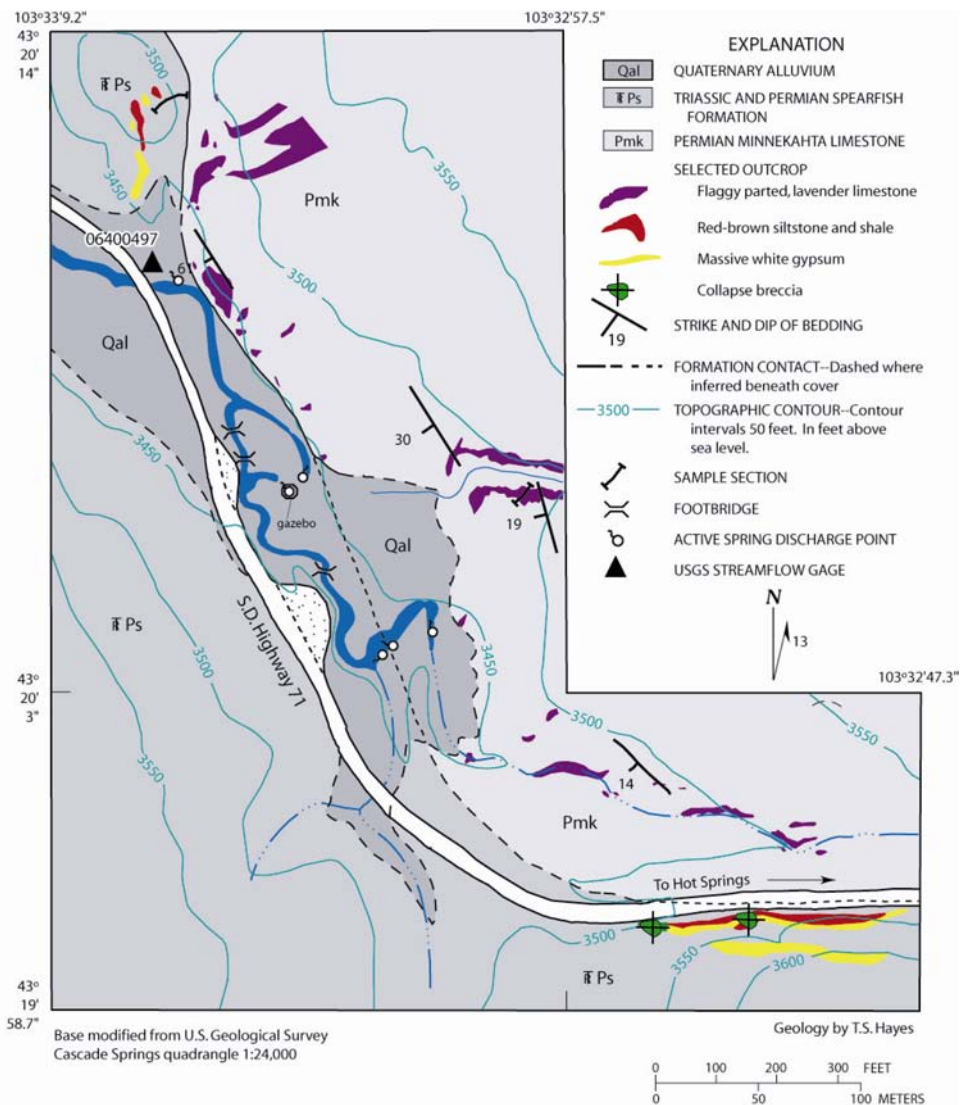 103°33'9.2"
103°32'57.5"
43°
20'
14"
3500
ŦPs
3450
06400497
61
Qal
3450
Pmk
3550
3500
30
19
gazebo
Qal
S.D. Highway 71
ŦPs
3500
3550
3450
43°
20'
3"
EXPLANATION
Qal QUATERNARY ALLUVIUM
ŦPs TRIASSIC AND PERMIAN SPEARFISH
FORMATION
Pmk PERMIAN MINNEKAHTA LIMESTONE
SELECTED OUTCROP
Flaggy parted, lavender limestone
Red-brown siltstone and shale
Massive white gypsum
Collapse breccia
STRIKE AND DIP OF BEDDING
19
FORMATION CONTACT--Dashed where
inferred beneath cover
3500 TOPOGRAPHIC CONTOUR--Contour
intervals 50 feet. In feet above
sea level.
SAMPLE SECTION
FOOTBRIDGE
ACTIVE SPRING DISCHARGE POINT
USGS STREAMFLOW GAGE
N
13
103°32'47.3"
3500
3550
14
Pmk
To Hot Springs
3500
3550
3600
ŦPs
43°
19'
58.7"
Base modified from U.S. Geological Survey
Cascade Springs quadrangle 1:24,000
Geology by T.S. Hayes
0 100 200 300 FEET
0 50 100 METERS